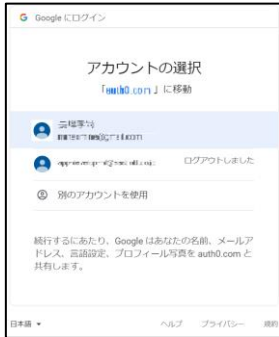 G Google にログイン
アカウントの選択
「auth0.com」に移動
ログアウトしました
別のアカウントを使用
続行するにあたり、Google はあなたの名前、メールア
ドレス、言語設定、プロフィール写真を auth0.com と
共有します。
日本語 ▼ ヘルプ プライバシー 規約